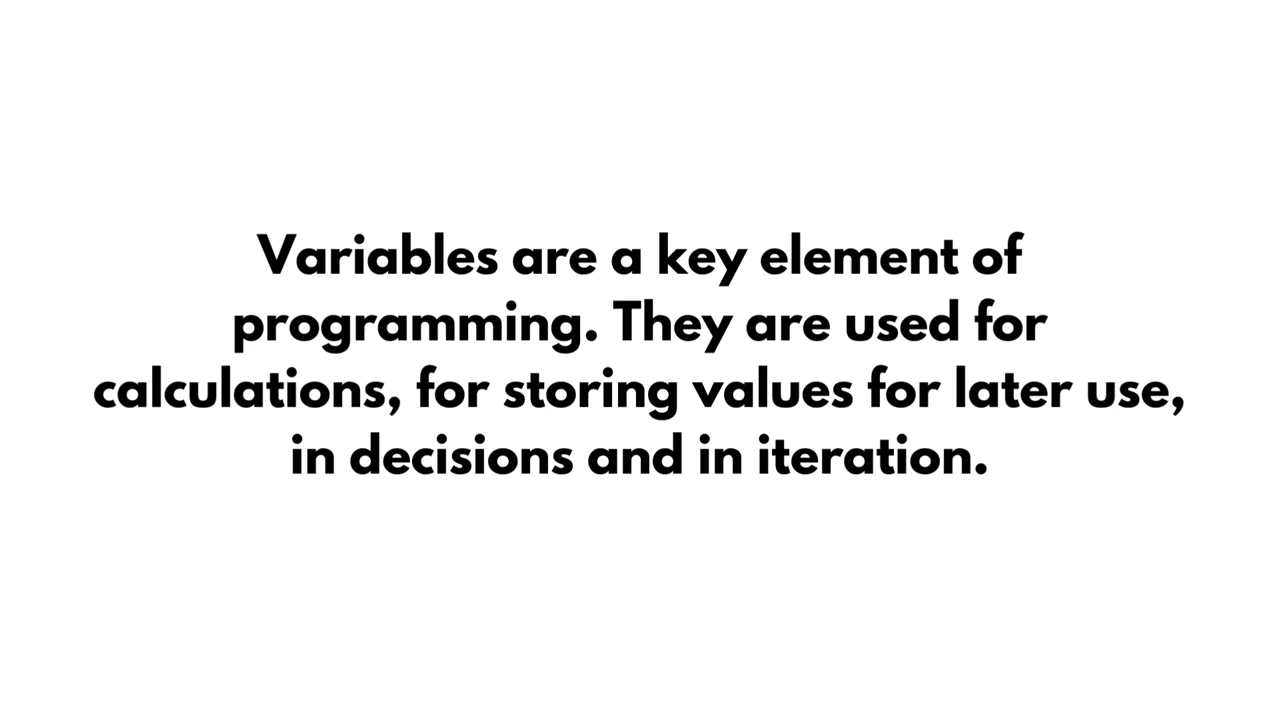 Variables are a key element of
programming. They are used for
calculations, for storing values for later use,
in decisions and in iteration.